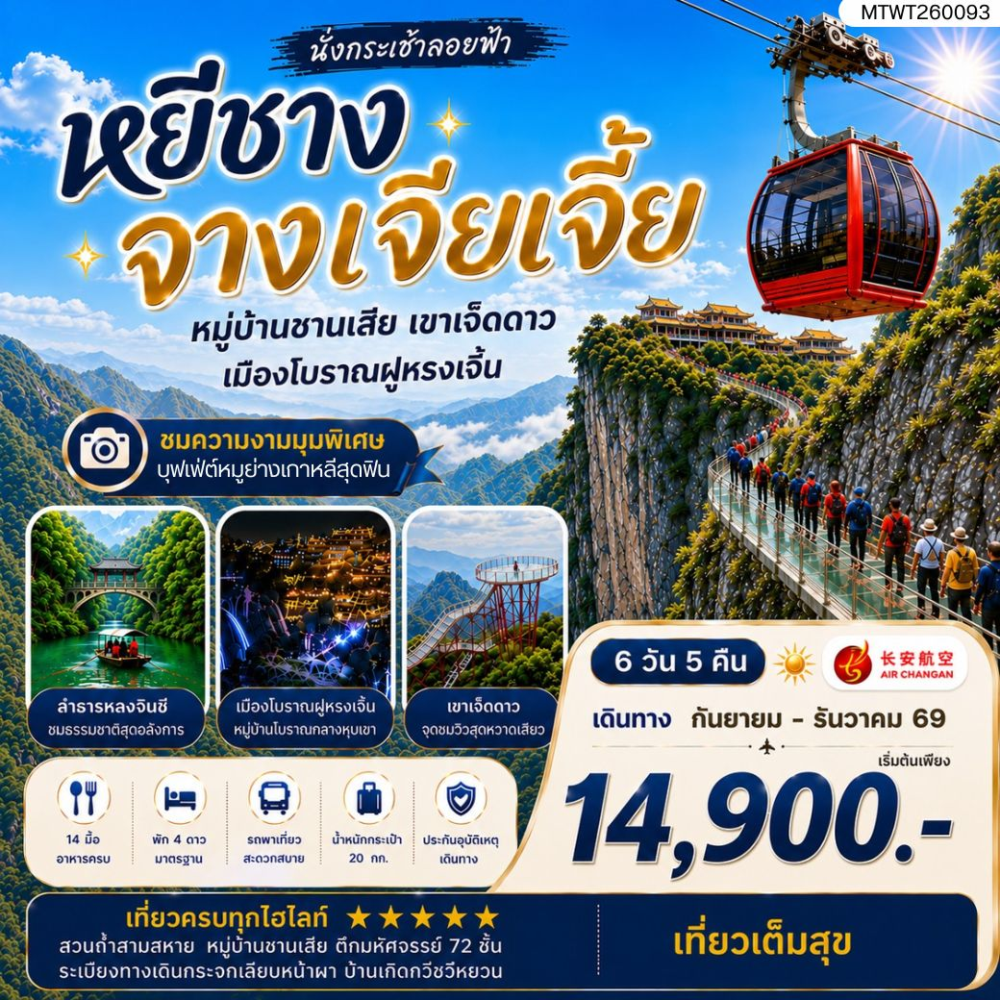 MTWT260093
นั่งกระเช้าลอยฟ้า
หยีชาง
จางเจียเจี้ย
หมู่บ้านชานเสีย เขาเจ็ดดาว
เมืองโบราณฝูหรงเจิ้น
ชมความงามมุมพิเศษ
บุฟเฟ่ต์หมูย่างเกาหลีสุดฟิน
ลำธารหลงจินซี
ชมธรรมชาติสุดอลังการ
เมืองโบราณฝูหรงเจิ้น
หมู่บ้านโบราณกลางหุบเขา
เขาเจ็ดดาว
จุดชมวิวสุดหวาดเสียว
6 วัน 5 คืน
长安航空
AIR CHANGAN
เดินทาง กันยายม - ธันวาคม 69
เริ่มต้นเพียง
14,900.-
14 มื้อ
อาหารครบ
พัก 4 ดาว
มาตรฐาน
รถพาเที่ยว
สะดวกสบาย
น้ำหนักกระเป๋า
20 กก.
ประกันอุบัติเหตุ
เดินทาง
เที่ยวครบทุกไฮไลท์ ★★★★★
สวนถ้ำสามสหาย หมู่บ้านชานเสีย ตึกมหัศจรรย์ 72 ชั้น
ระเบียงทางเดินกระจกเลียบหน้าผา บ้านเกิดกวีชวีหยวน
เที่ยวเต็มสุข